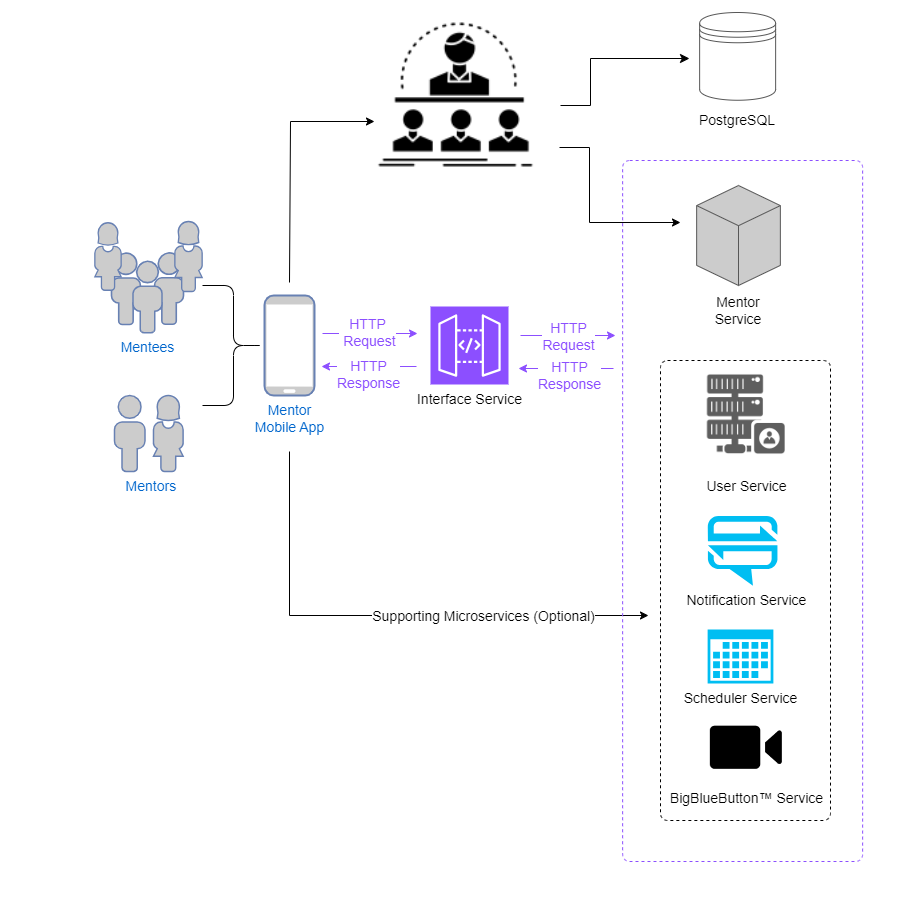 PostgreSQL
Mentor
Service
Mentees
HTTP
Request
HTTP
Response
HTTP
Request
HTTP
Response
</>
Interface Service
Mentor
Mobile App
Mentors
User Service
Notification Service
Supporting Microservices (Optional)
Scheduler Service
BigBlueButton™ Service